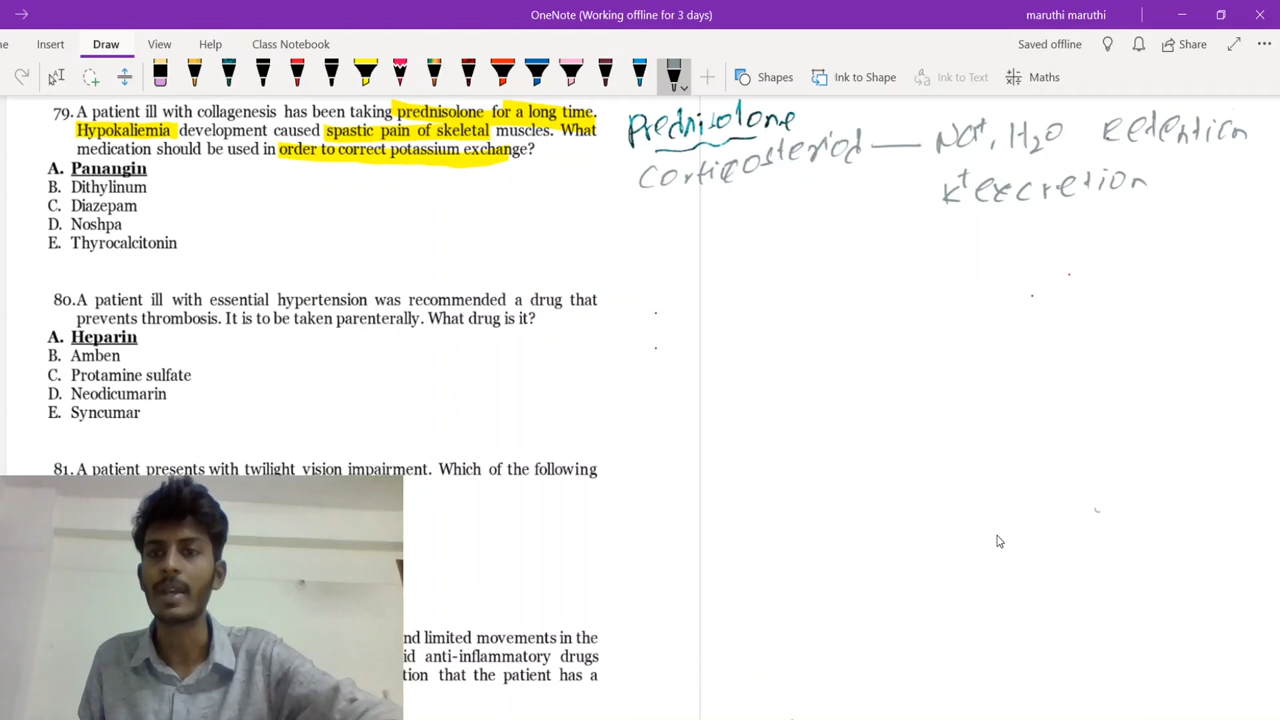 OneNote (Working offline for 3 days)
maruthi maruthi
Insert Draw View Help Class Notebook
Saved offline
Share
Shapes
Ink to Shape
Ink to Text
Maths
79. A patient ill with collagenesis has been taking prednisolone for a long time.
Hypokaliemia development caused spastic pain of skeletal muscles. What
medication should be used in order to correct potassium exchange?
A. Panangin
B. Dithylinum
C. Diazepam
D. Noshpa
E. Thyrocalcitonin
Prednisolone
Corticosteriod — Na+, H2O Retention
K+ excretion
80. A patient ill with essential hypertension was recommended a drug that
prevents thrombosis. It is to be taken parenterally. What drug is it?
A. Heparin
B. Amben
C. Protamine sulfate
D. Neodicumarin
E. Syncumar
81. A patient presents with twilight vision impairment. Which of the following
nd limited movements in the
id anti-inflammatory drugs
tion that the patient has a